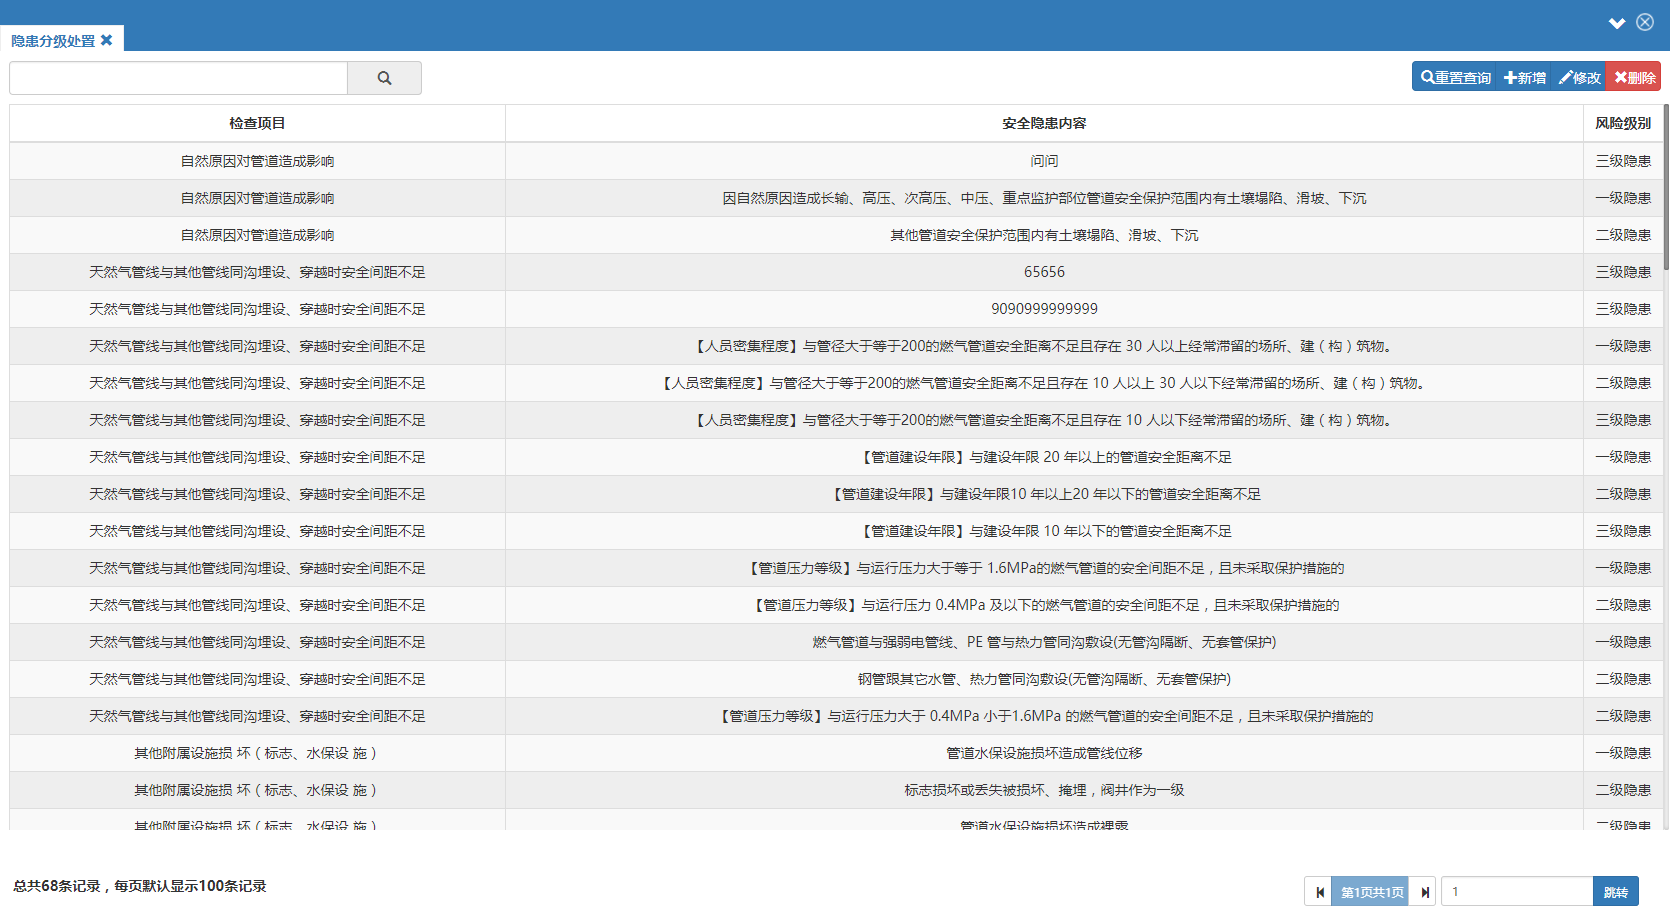 隐患分级处置
重置查询 新增 修改 删除
检查项目 安全隐患内容 风险级别
自然原因对管道造成影响 问问 三级隐患
自然原因对管道造成影响 因自然原因造成长输、高压、次高压、中压、重点监护部位管道安全保护范围内有土壤塌陷、滑坡、下沉 一级隐患
自然原因对管道造成影响 其他管道安全保护范围内有土壤塌陷、滑坡、下沉 二级隐患
天然气管线与其他管线同沟埋设、穿越时安全间距不足 65656 三级隐患
天然气管线与其他管线同沟埋设、穿越时安全间距不足 9090999999999 三级隐患
天然气管线与其他管线同沟埋设、穿越时安全间距不足 【人员密集程度】与管径大于等于200的燃气管道安全距离不足且存在 30 人以上经常滞留的场所、建（构）筑物。 一级隐患
天然气管线与其他管线同沟埋设、穿越时安全间距不足 【人员密集程度】与管径大于等于200的燃气管道安全距离不足且存在 10 人以上 30 人以下经常滞留的场所、建（构）筑物。 二级隐患
天然气管线与其他管线同沟埋设、穿越时安全间距不足 【人员密集程度】与管径大于等于200的燃气管道安全距离不足且存在 10 人以下经常滞留的场所、建（构）筑物。 三级隐患
天然气管线与其他管线同沟埋设、穿越时安全间距不足 【管道建设年限】与建设年限 20 年以上的管道安全距离不足 一级隐患
天然气管线与其他管线同沟埋设、穿越时安全间距不足 【管道建设年限】与建设年限10 年以上20 年以下的管道安全距离不足 二级隐患
天然气管线与其他管线同沟埋设、穿越时安全间距不足 【管道建设年限】与建设年限 10 年以下的管道安全距离不足 三级隐患
天然气管线与其他管线同沟埋设、穿越时安全间距不足 【管道压力等级】与运行压力大于等于 1.6MPa的燃气管道的安全间距不足，且未采取保护措施的 一级隐患
天然气管线与其他管线同沟埋设、穿越时安全间距不足 【管道压力等级】与运行压力 0.4MPa 及以下的燃气管道的安全间距不足，且未采取保护措施的 二级隐患
天然气管线与其他管线同沟埋设、穿越时安全间距不足 燃气管道与强弱电管线、PE 管与热力管同沟敷设(无管沟隔断、无套管保护) 一级隐患
天然气管线与其他管线同沟埋设、穿越时安全间距不足 钢管跟其它水管、热力管同沟敷设(无管沟隔断、无套管保护) 二级隐患
天然气管线与其他管线同沟埋设、穿越时安全间距不足 【管道压力等级】与运行压力大于 0.4MPa 小于1.6MPa 的燃气管道的安全间距不足，且未采取保护措施的 二级隐患
其他附属设施损 坏（标志、水保设 施） 管道水保设施损坏造成管线位移 一级隐患
其他附属设施损 坏（标志、水保设 施） 标志损坏或丢失被损坏、掩埋，阀井作为一级 二级隐患
其他附属设施损 坏（标志、水保设 施） 管道水保设施损坏造成裸露 二级隐患
总共68条记录，每页默认显示100条记录
第1页共1页 1 跳转